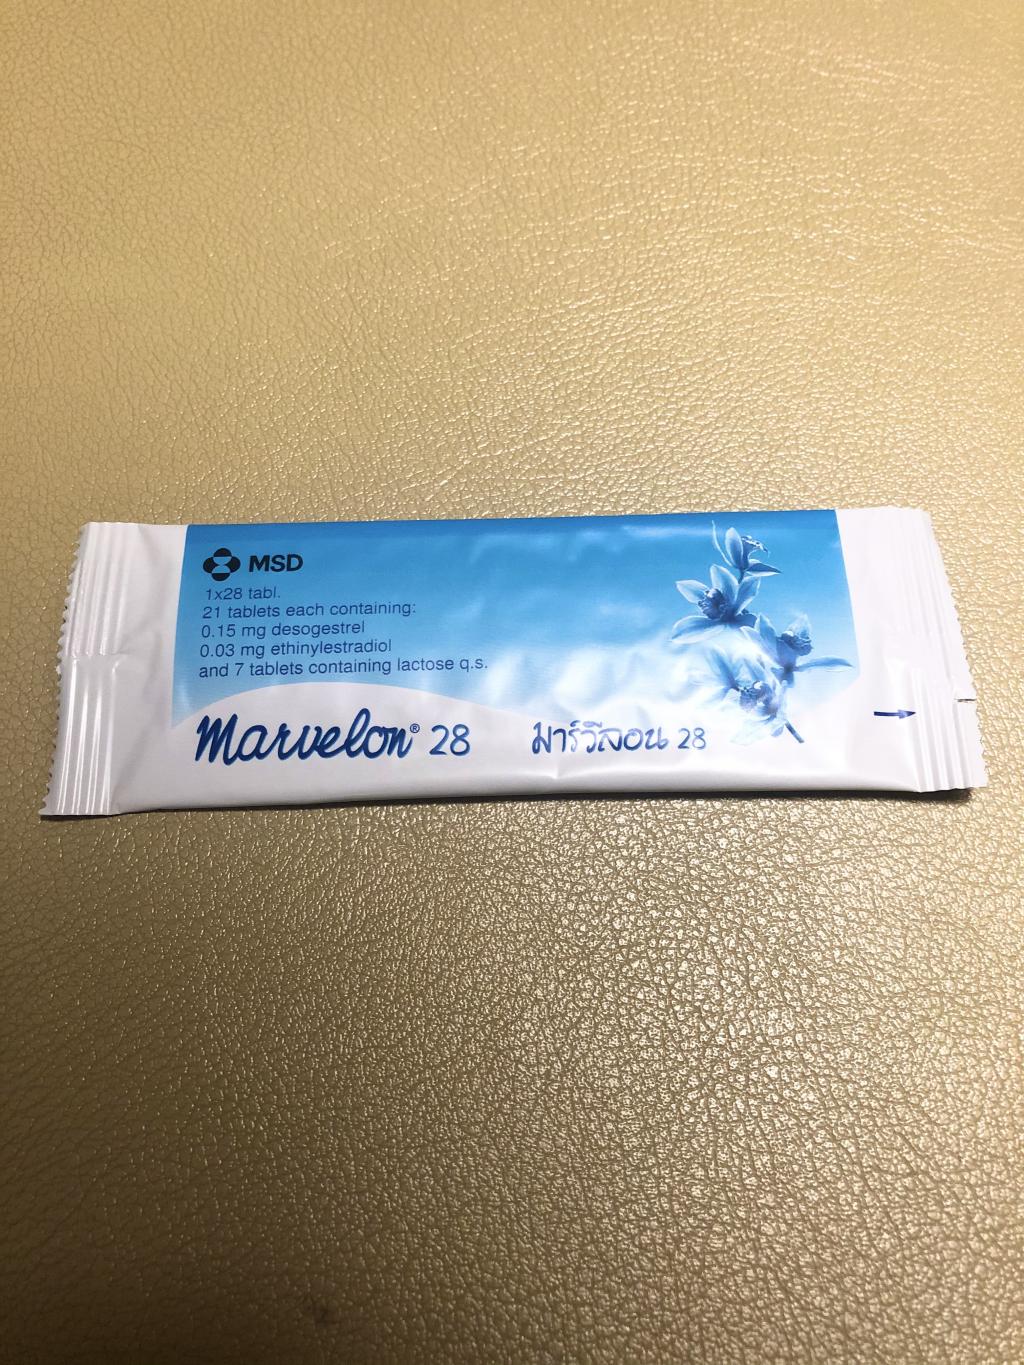 MSD
1x28 tabl.
21 tablets each containing:
0.15 mg desogestrel
0.03 mg ethinylestradiol
and 7 tablets containing lactose q.s.
Marvelon® 28
มาร์วีลอน 28